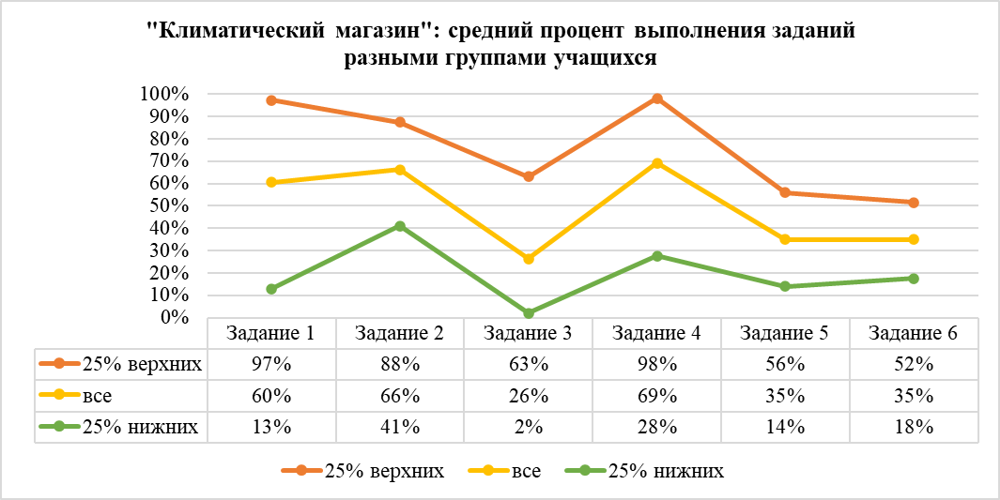 "Климатический магазин": средний процент выполнения заданий
разными группами учащихся
100%
90%
80%
70%
60%
50%
40%
30%
20%
10%
0%
Задание 1 Задание 2 Задание 3 Задание 4 Задание 5 Задание 6
25% верхних 97% 88% 63% 98% 56% 52%
все 60% 66% 26% 69% 35% 35%
25% нижних 13% 41% 2% 28% 14% 18%
25% верхних все 25% нижних